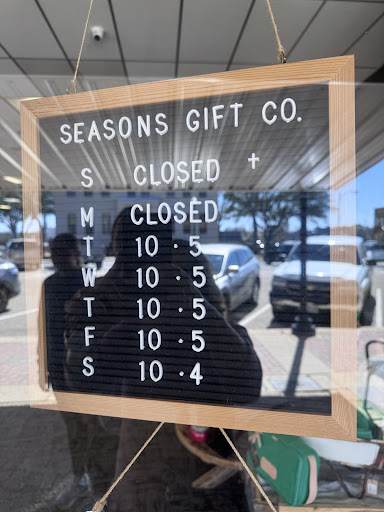 SEASONS GIFT CO.
S CLOSED ✝
M CLOSED
T 10 · 5
W 10 · 5
T 10 · 5
F 10 · 5
S 10 · 4